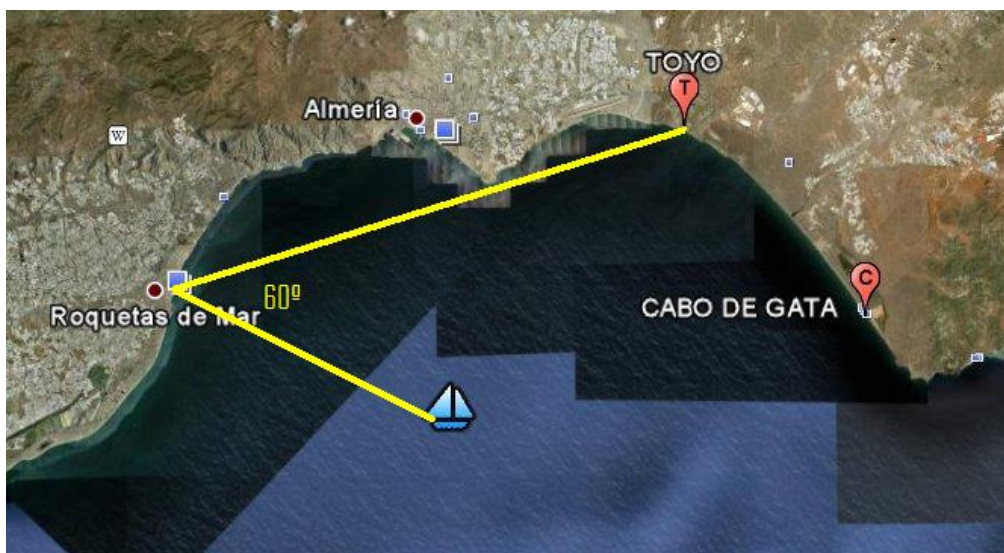 TOYO
T
Almería
W
60º
C
Roquetas de Mar
CABO DE GATA